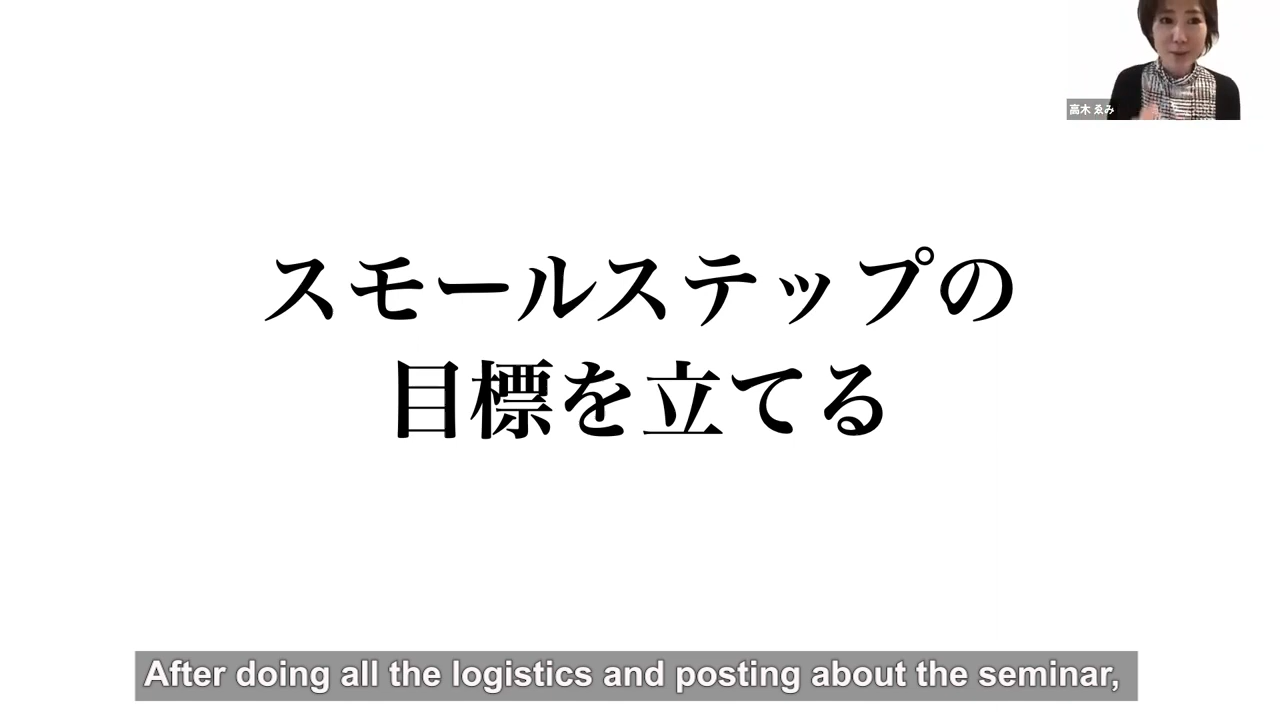 高木 ゑみ
スモールステップの
目標を立てる
After doing all the logistics and posting about the seminar,